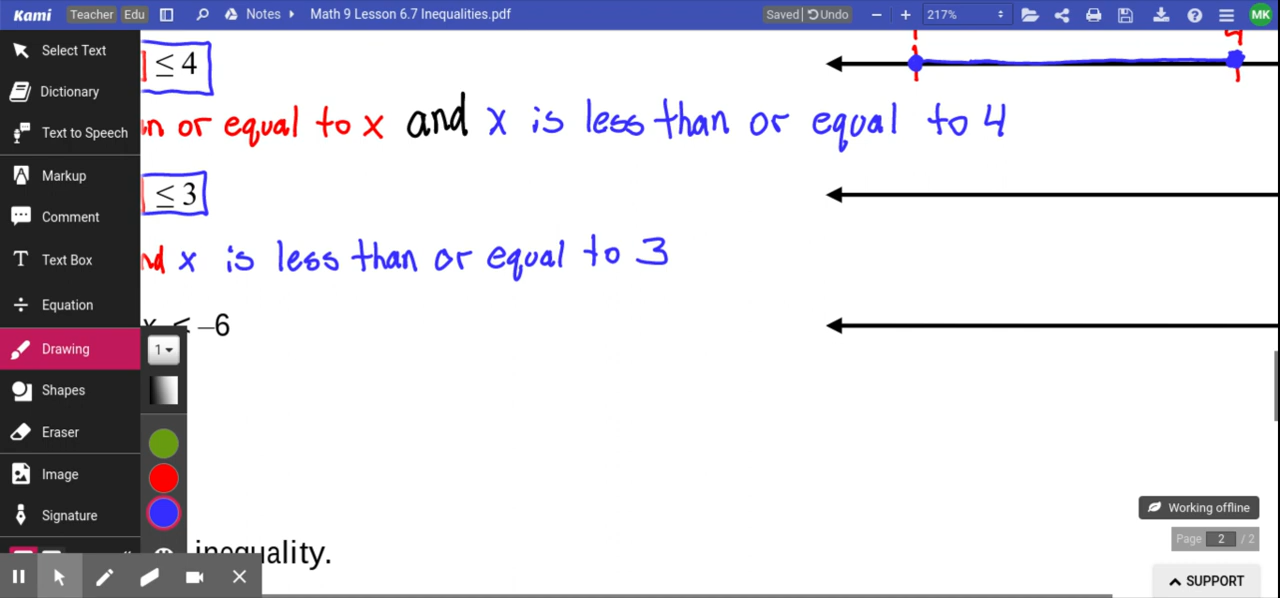 Kami Teacher Edu Notes Math 9 Lesson 6.7 Inequalities.pdf Saved Undo 217% MK
Select Text
Dictionary
Text to Speech
Markup
Comment
Text Box
Equation
Drawing
Shapes
Eraser
Image
Signature
1
≤ 4
or equal to x and x is less than or equal to 4
≤ 3
x is less than or equal to 3
≤ –6
inequality.
Working offline
Page 2 / 2
SUPPORT